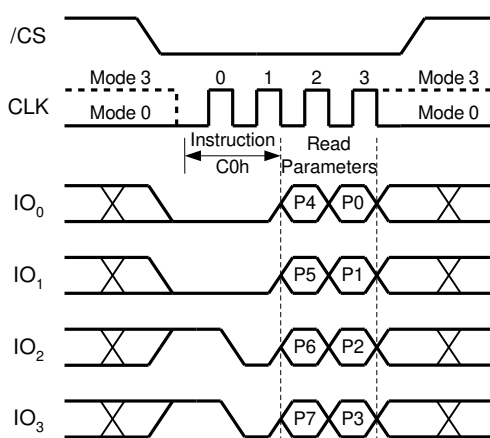 /CS
Mode 3 0 1 2 3 Mode 3
CLK
Mode 0 Mode 0
Instruction Read
C0h Parameters
IO0 P4 P0
IO1 P5 P1
IO2 P6 P2
IO3 P7 P3